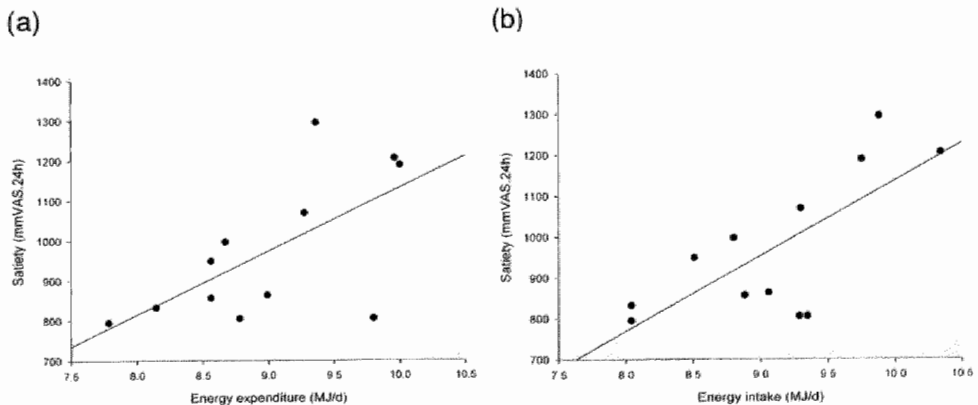 (a)
1400
1300
1200
1100
1000
900
800
700
Satiety (mmVAS.24h)
7.5 8.0 8.5 9.0 9.5 10.0 10.5
Energy expenditure (MJ/d)
(b)
1400
1300
1200
1100
1000
900
800
700
Satiety (mmVAS.24h)
7.5 8.0 8.5 9.0 9.5 10.0 10.5
Energy intake (MJ/d)